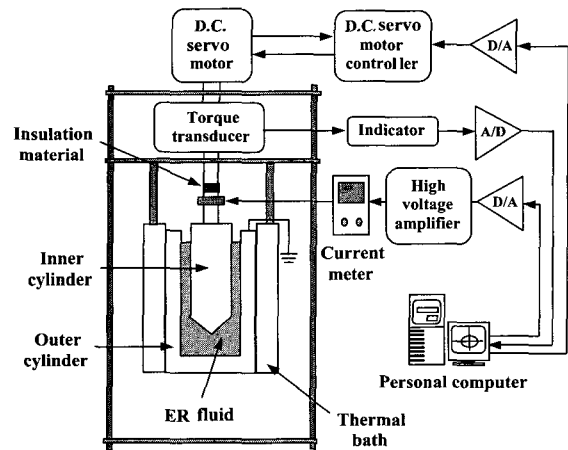 D.C.
servo
motor
D.C. servo
motor
controller
D/A
Torque
transducer
Indicator
A/D
Insulation
material
High
voltage
amplifier
D/A
Current
meter
Inner
cylinder
Outer
cylinder
ER fluid
Thermal
bath
Personal computer